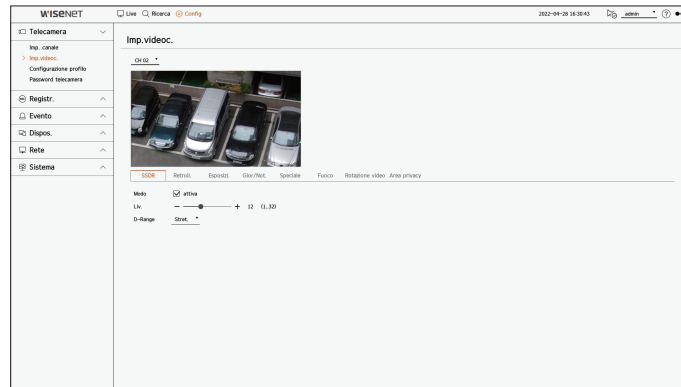 WISENET Live Ricerca Config 2022-04-28 16:30:43 admin ?
Telecamera
Imp. canale
Imp.videoc.
Configurazione profilo
Password telecamera
Registr.
Evento
Dispos.
Rete
Sistema
Imp.videoc.
CH 02
SSDR Retroil. Esposizi. Gior/Not. Speciale Fuoco Rotazione video Area privacy
Modo attiva
Liv. 12 (1..32)
D-Range Stret.